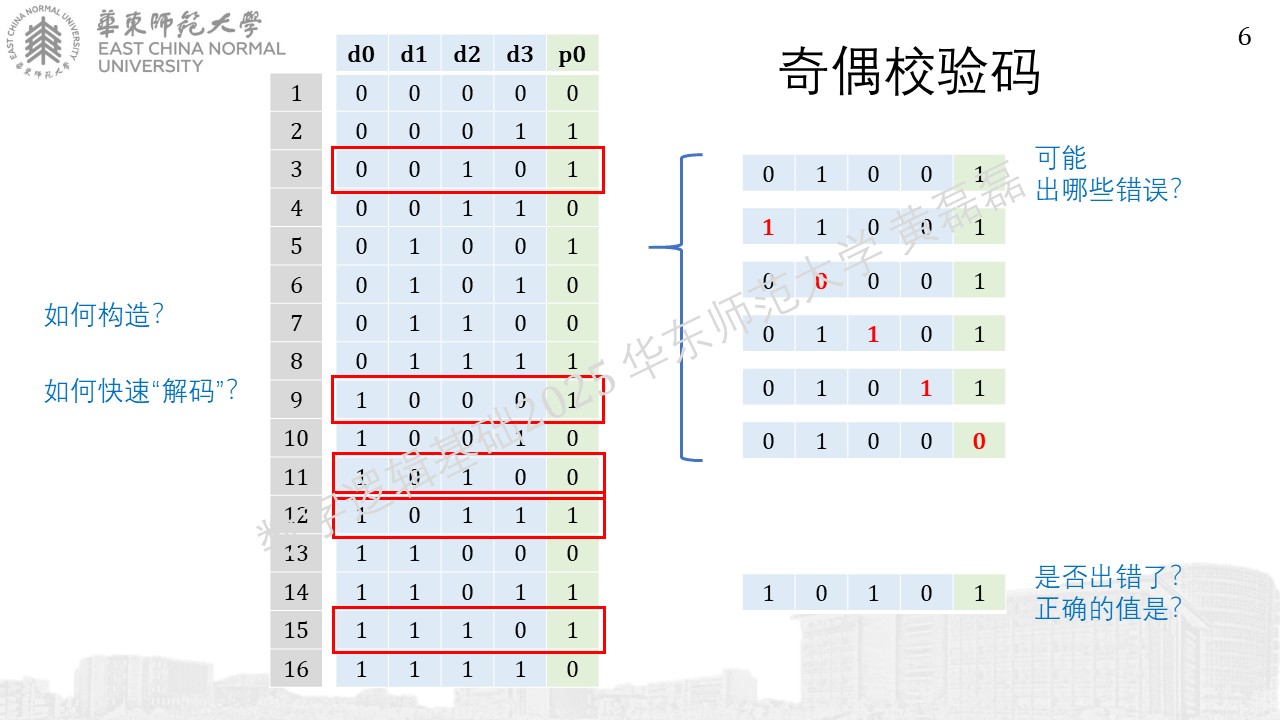 EAST CHINA NORMAL UNIVERSITY
華東師範大學
華東師範大學
EAST CHINA NORMAL
UNIVERSITY
6
奇偶校验码
d0 d1 d2 d3 p0
1 0 0 0 0 0
2 0 0 0 1 1
3 0 0 1 0 1
4 0 0 1 1 0
5 0 1 0 0 1
6 0 1 0 1 0
7 0 1 1 0 0
8 0 1 1 1 1
9 1 0 0 0 1
10 1 0 0 1 0
11 1 0 1 0 0
12 1 0 1 1 1
13 1 1 0 0 0
14 1 1 0 1 1
15 1 1 1 0 1
16 1 1 1 1 0
如何构造?
如何快速“解码”?
0 1 0 0 1
1 1 0 0 1
0 0 0 0 1
0 1 1 0 1
0 1 0 1 1
0 1 0 0 0
可能
出哪些错误?
1 0 1 0 1
是否出错了?
正确的值是?
数字逻辑基础2025 华东师范大学 黄磊磊